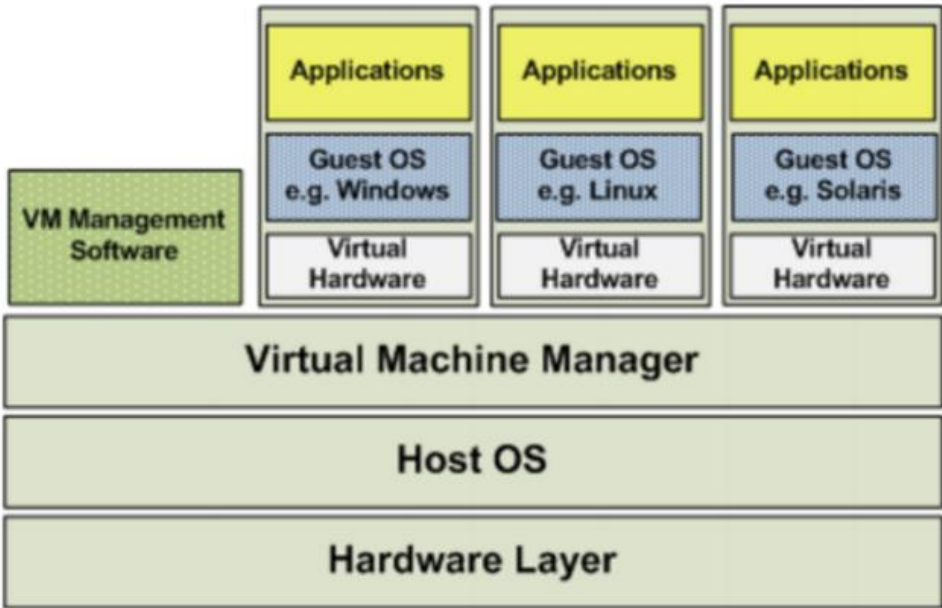 Applications
Applications
Applications
Guest OS
e.g. Windows
Guest OS
e.g. Linux
Guest OS
e.g. Solaris
VM Management
Software
Virtual
Hardware
Virtual
Hardware
Virtual
Hardware
Virtual Machine Manager
Host OS
Hardware Layer